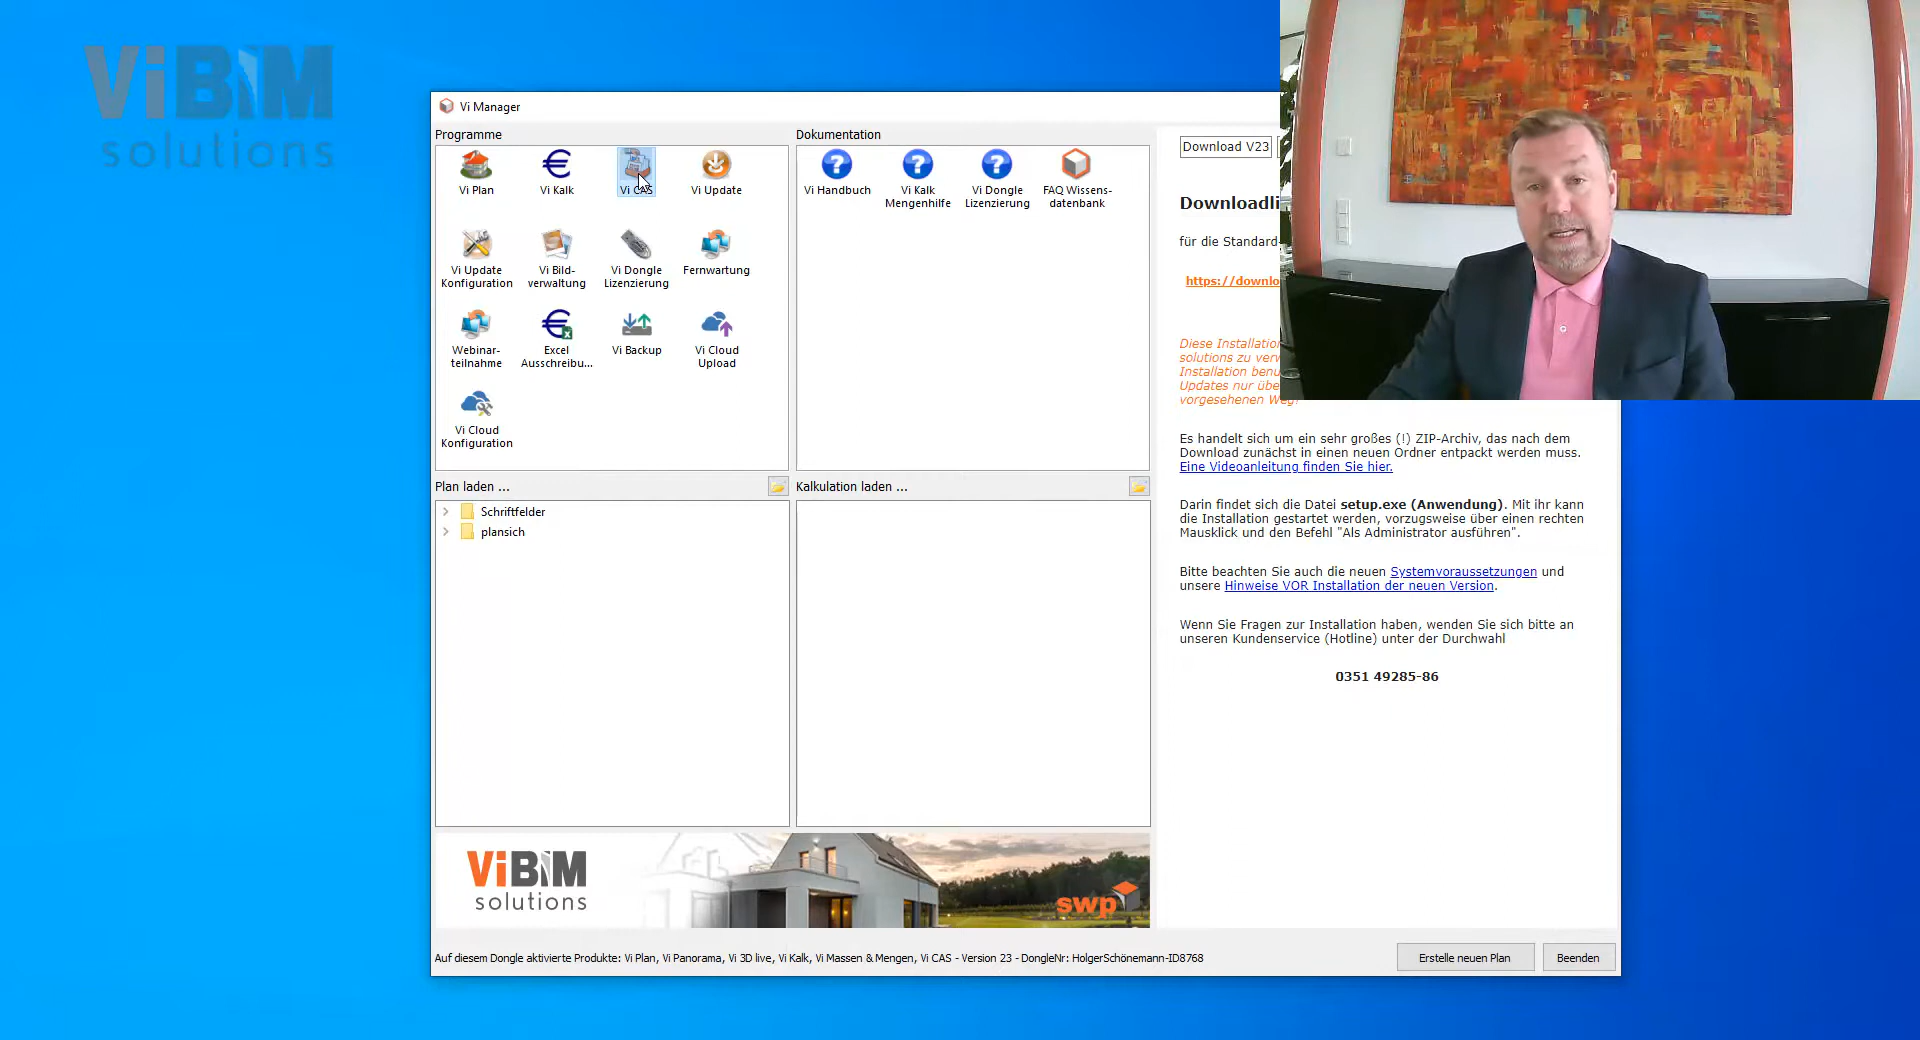 ViBiM
solutions
Vi Manager
Programme
Vi Plan
Vi Kalk
Vi CAS
Vi Update
Vi Update
Konfiguration
Vi Bild-
verwaltung
Vi Dongle
Lizenzierung
Fernwartung
Webinar-
teilnahme
Excel
Ausschreibu...
Vi Backup
Vi Cloud
Upload
Vi Cloud
Konfiguration
Dokumentation
Vi Handbuch
Vi Kalk
Mengenhilfe
Vi Dongle
Lizenzierung
FAQ Wissens-
datenbank
Plan laden ...
Schriftfelder
plansich
Kalkulation laden ...
Download V23
Downloadli
für die Standard-
https://downlo
Diese Installation
solutions zu verw
Installation benu
Updates nur übe
vorgesehenen Weg!
Es handelt sich um ein sehr großes (!) ZIP-Archiv, das nach dem
Download zunächst in einen neuen Ordner entpackt werden muss.
Eine Videoanleitung finden Sie hier.
Darin findet sich die Datei setup.exe (Anwendung). Mit ihr kann
die Installation gestartet werden, vorzugsweise über einen rechten
Mausklick und den Befehl "Als Administrator ausführen".
Bitte beachten Sie auch die neuen Systemvoraussetzungen und
unsere Hinweise VOR Installation der neuen Version.
Wenn Sie Fragen zur Installation haben, wenden Sie sich bitte an
unseren Kundenservice (Hotline) unter der Durchwahl
0351 49285-86
ViBiM
solutions
swp
Auf diesem Dongle aktivierte Produkte: Vi Plan, Vi Panorama, Vi 3D live, Vi Kalk, Vi Massen & Mengen, Vi CAS - Version 23 - DongleNr: HolgerSchönemann-ID8768
Erstelle neuen Plan
Beenden